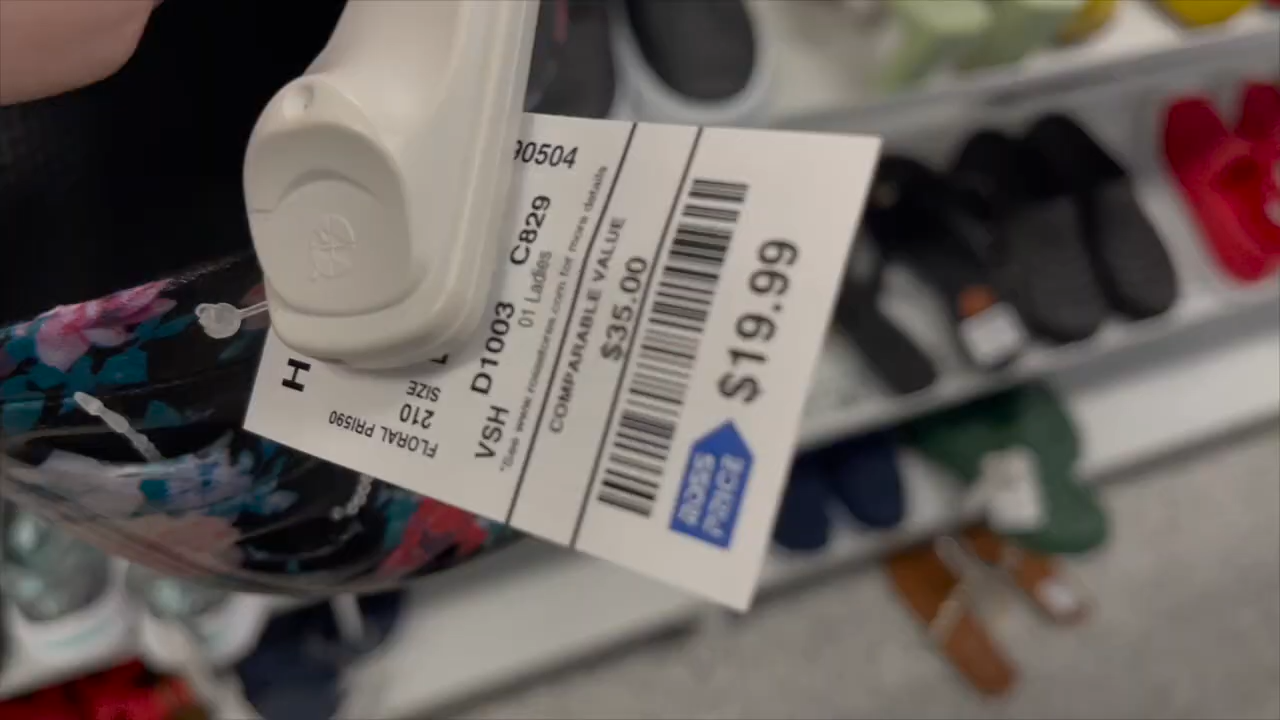 90504
D1003 C829
VSH 01 Ladies
*See www.rossstores.com for more details
COMPARABLE VALUE
$35.00
$19.99
ROSS
PRICE
H
L
SIZE
210
FLORAL PRI590